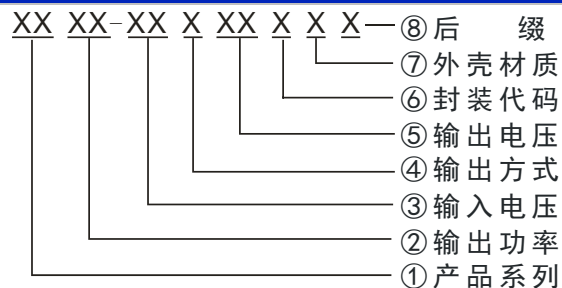 XX XX-XX X XX X X X ⑧后 缀
⑦外壳材质
⑥封装代码
⑤输出电压
④输出方式
③输入电压
②输出功率
①产品系列